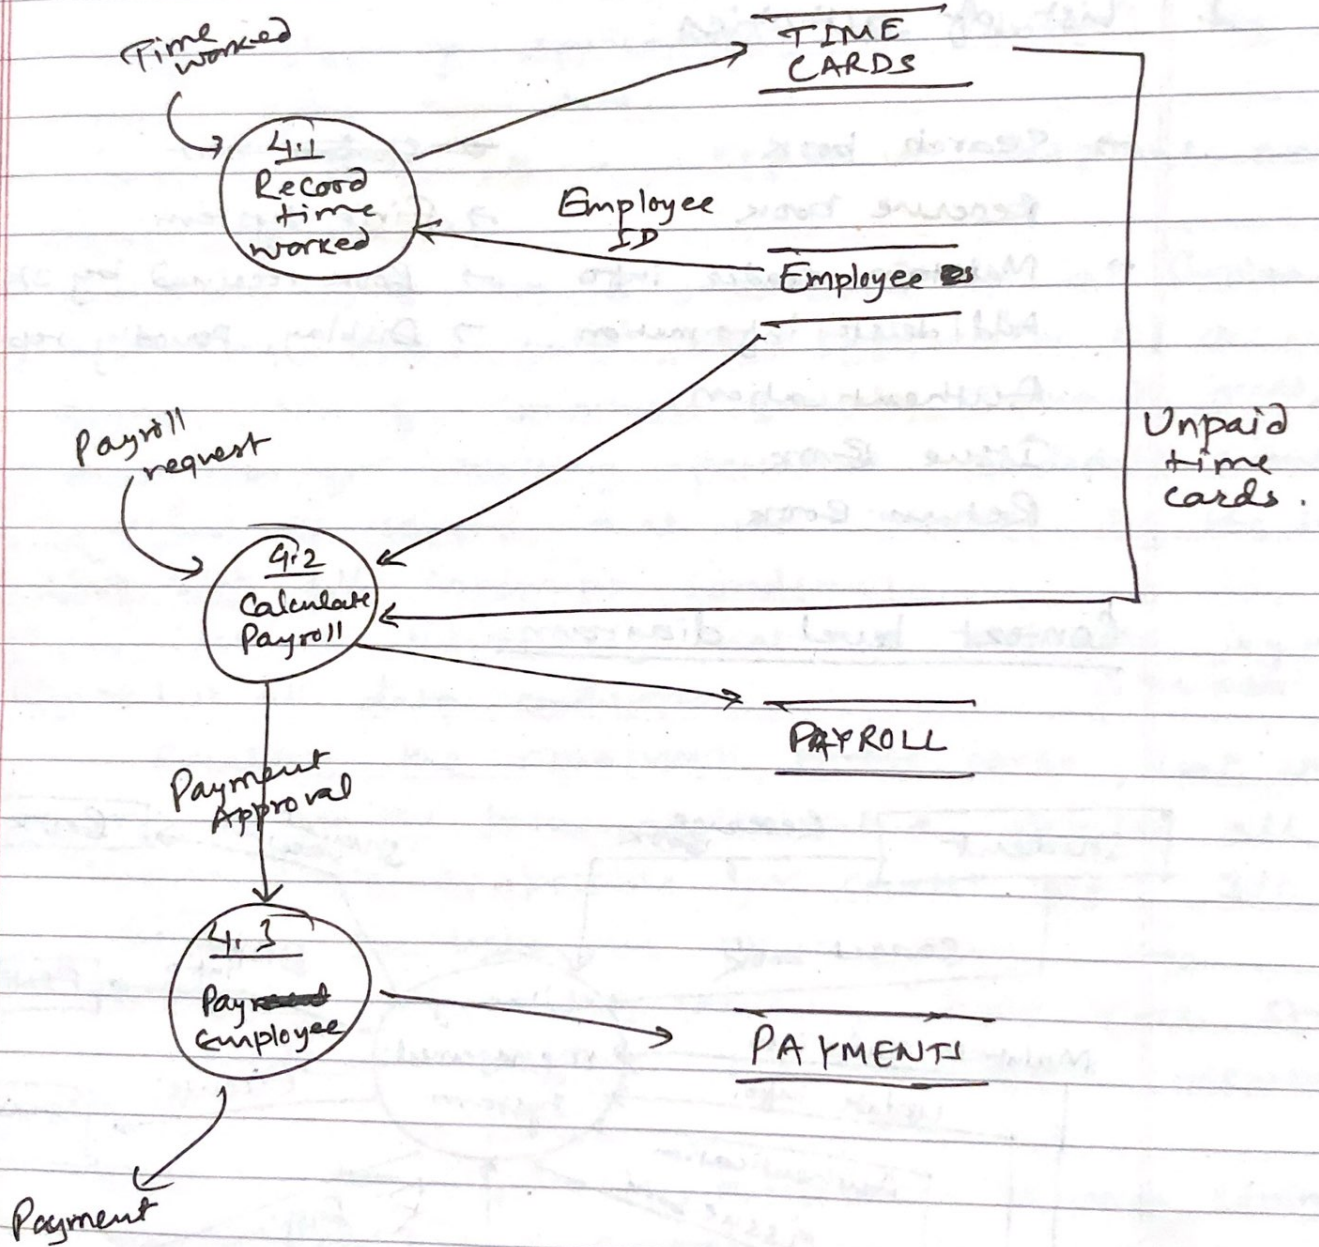 Time
worked
TIME
CARDS
4.1
Record
time
worked
Employee
ID
Employees
Payroll
request
Unpaid
time
cards.
4.2
Calculate
Payroll
PAYROLL
Payment
Approval
4.3
Pay
Employee
PAYMENTS
Payment